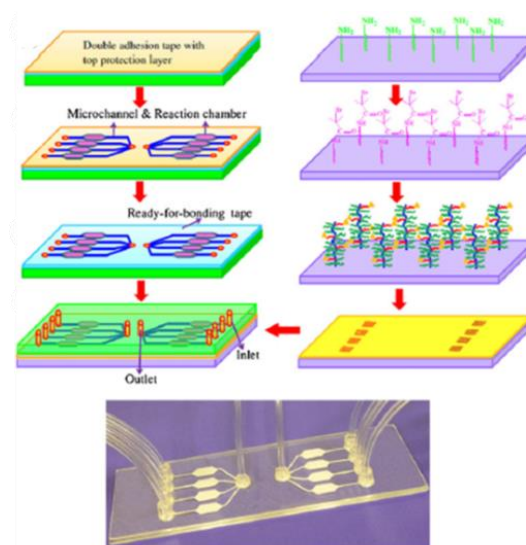 Double adhesion tape with
top protection layer
NH2 NH2 NH2 NH2
NH2 NH2 NH2 NH2
Microchannel & Reaction chamber
Ready-for-bonding tape
Inlet
Outlet